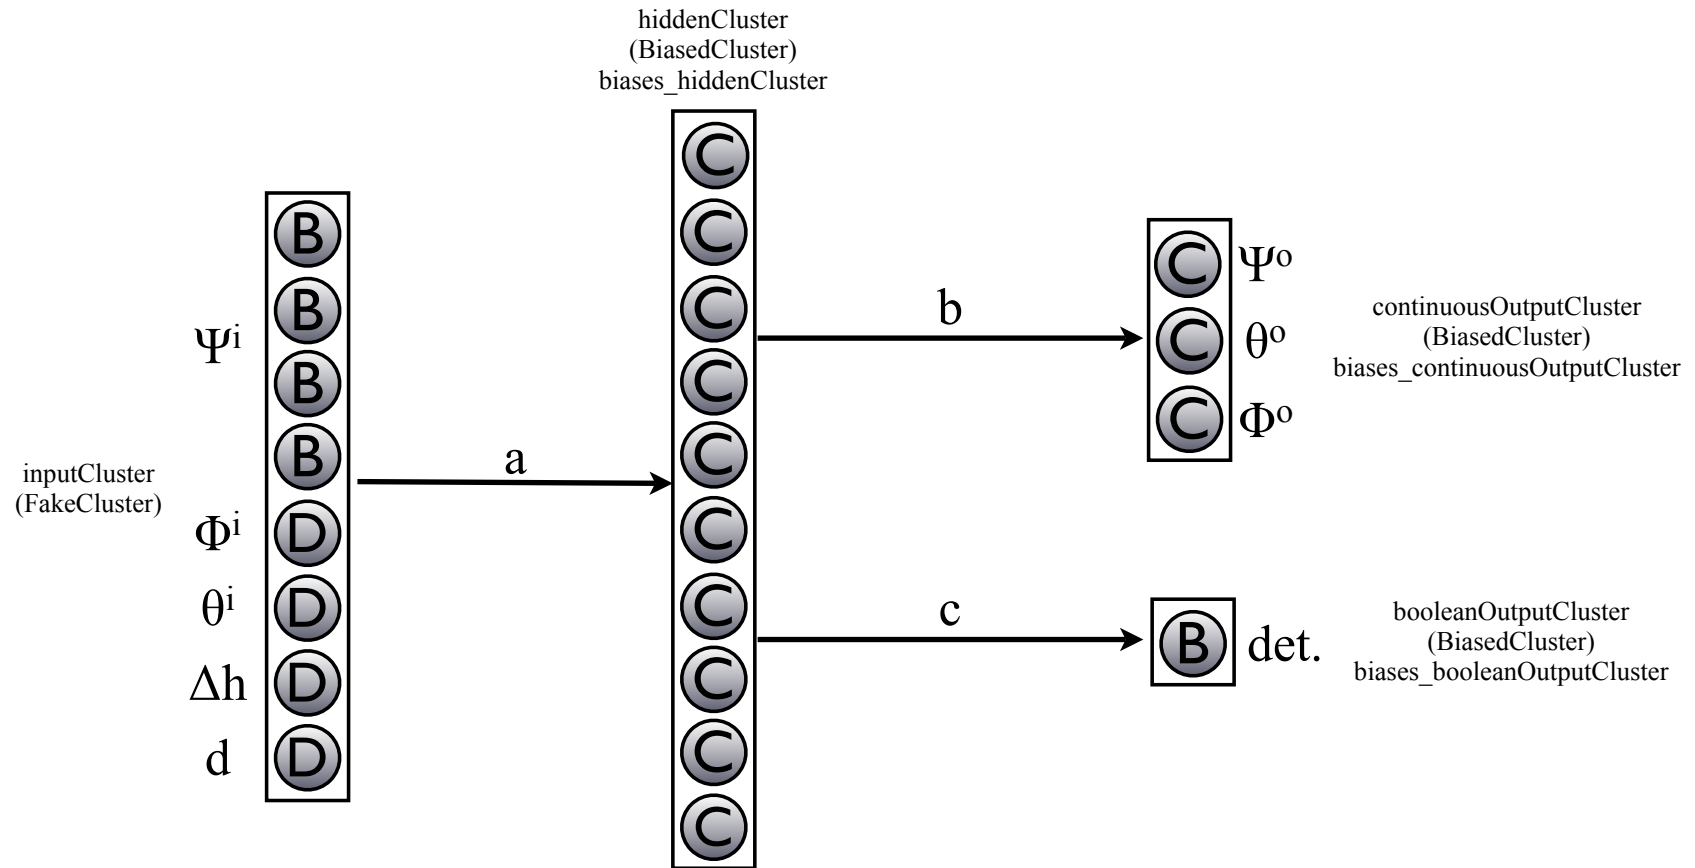 hiddenCluster
(BiasedCluster)
biases_hiddenCluster
inputCluster
(FakeCluster)
Ψⁱ
Φⁱ
θⁱ
Δh
d
B
B
B
B
D
D
D
D
a
C
C
C
C
C
C
C
C
C
C
b
c
C Ψᵒ
C θᵒ
C Φᵒ
continuousOutputCluster
(BiasedCluster)
biases_continuousOutputCluster
B det.
booleanOutputCluster
(BiasedCluster)
biases_booleanOutputCluster